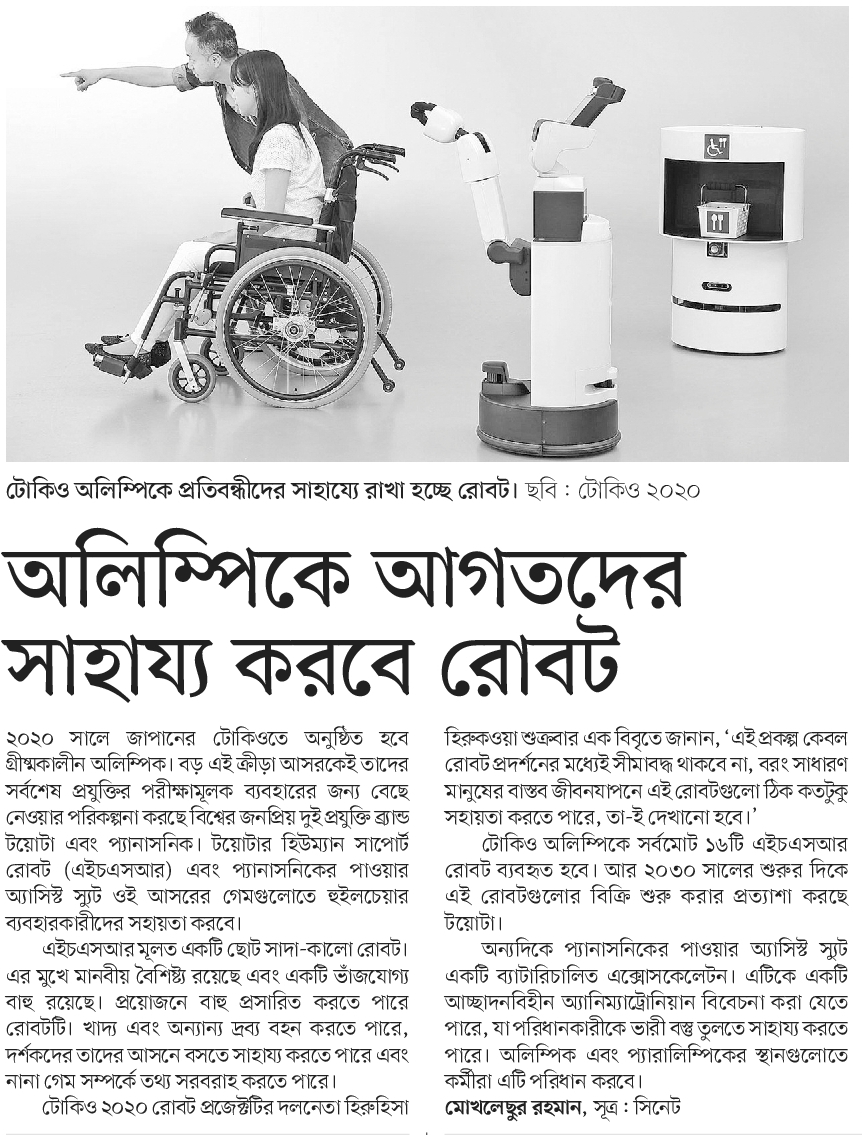 টোকিও অলিম্পিকে প্রতিবন্ধীদের সাহায্যে রাখা হচ্ছে রোবট। ছবি : টোকিও ২০২০
অলিম্পিকে আগতদের
সাহায্য করবে রোবট
২০২০ সালে জাপানের টোকিওতে অনুষ্ঠিত হবে
গ্রীষ্মকালীন অলিম্পিক। বড় এই ক্রীড়া আসরকেই তাদের
সর্বশেষ প্রযুক্তির পরীক্ষামূলক ব্যবহারের জন্য বেছে
নেওয়ার পরিকল্পনা করছে বিশ্বের জনপ্রিয় দুই প্রযুক্তি ব্র্যান্ড
টয়োটা এবং প্যানাসনিক। টয়োটার হিউম্যান সাপোর্ট
রোবট (এইচএসআর) এবং প্যানাসনিকের পাওয়ার
অ্যাসিস্ট স্যুট ওই আসরের গেমগুলোতে হুইলচেয়ার
ব্যবহারকারীদের সহায়তা করবে।
এইচএসআর মূলত একটি ছোট সাদা-কালো রোবট।
এর মুখে মানবীয় বৈশিষ্ট্য রয়েছে এবং একটি ভাঁজযোগ্য
বাহু রয়েছে। প্রয়োজনে বাহু প্রসারিত করতে পারে
রোবটটি। খাদ্য এবং অন্যান্য দ্রব্য বহন করতে পারে,
দর্শকদের তাদের আসনে বসতে সাহায্য করতে পারে এবং
নানা গেম সম্পর্কে তথ্য সরবরাহ করতে পারে।
টোকিও ২০২০ রোবট প্রজেক্টটির দলনেতা হিরুহিসা
হিরুকওয়া শুক্রবার এক বিবৃতে জানান, ‘এই প্রকল্প কেবল
রোবট প্রদর্শনের মধ্যেই সীমাবদ্ধ থাকবে না, বরং সাধারণ
মানুষের বাস্তব জীবনযাপনে এই রোবটগুলো ঠিক কতটুকু
সহায়তা করতে পারে, তা-ই দেখানো হবে।’
টোকিও অলিম্পিকে সর্বমোট ১৬টি এইচএসআর
রোবট ব্যবহৃত হবে। আর ২০৩০ সালের শুরুর দিকে
এই রোবটগুলোর বিক্রি শুরু করার প্রত্যাশা করছে
টয়োটা।
অন্যদিকে প্যানাসনিকের পাওয়ার অ্যাসিস্ট স্যুট
একটি ব্যাটারিচালিত এক্সোসকেলেটন। এটিকে একটি
আচ্ছাদনবিহীন অ্যানিম্যাট্রোনিয়ান বিবেচনা করা যেতে
পারে, যা পরিধানকারীকে ভারী বস্তু তুলতে সাহায্য করতে
পারে। অলিম্পিক এবং প্যারালিম্পিকের স্থানগুলোতে
কর্মীরা এটি পরিধান করবে।
মোখলেছুর রহমান, সূত্র : সিনেট